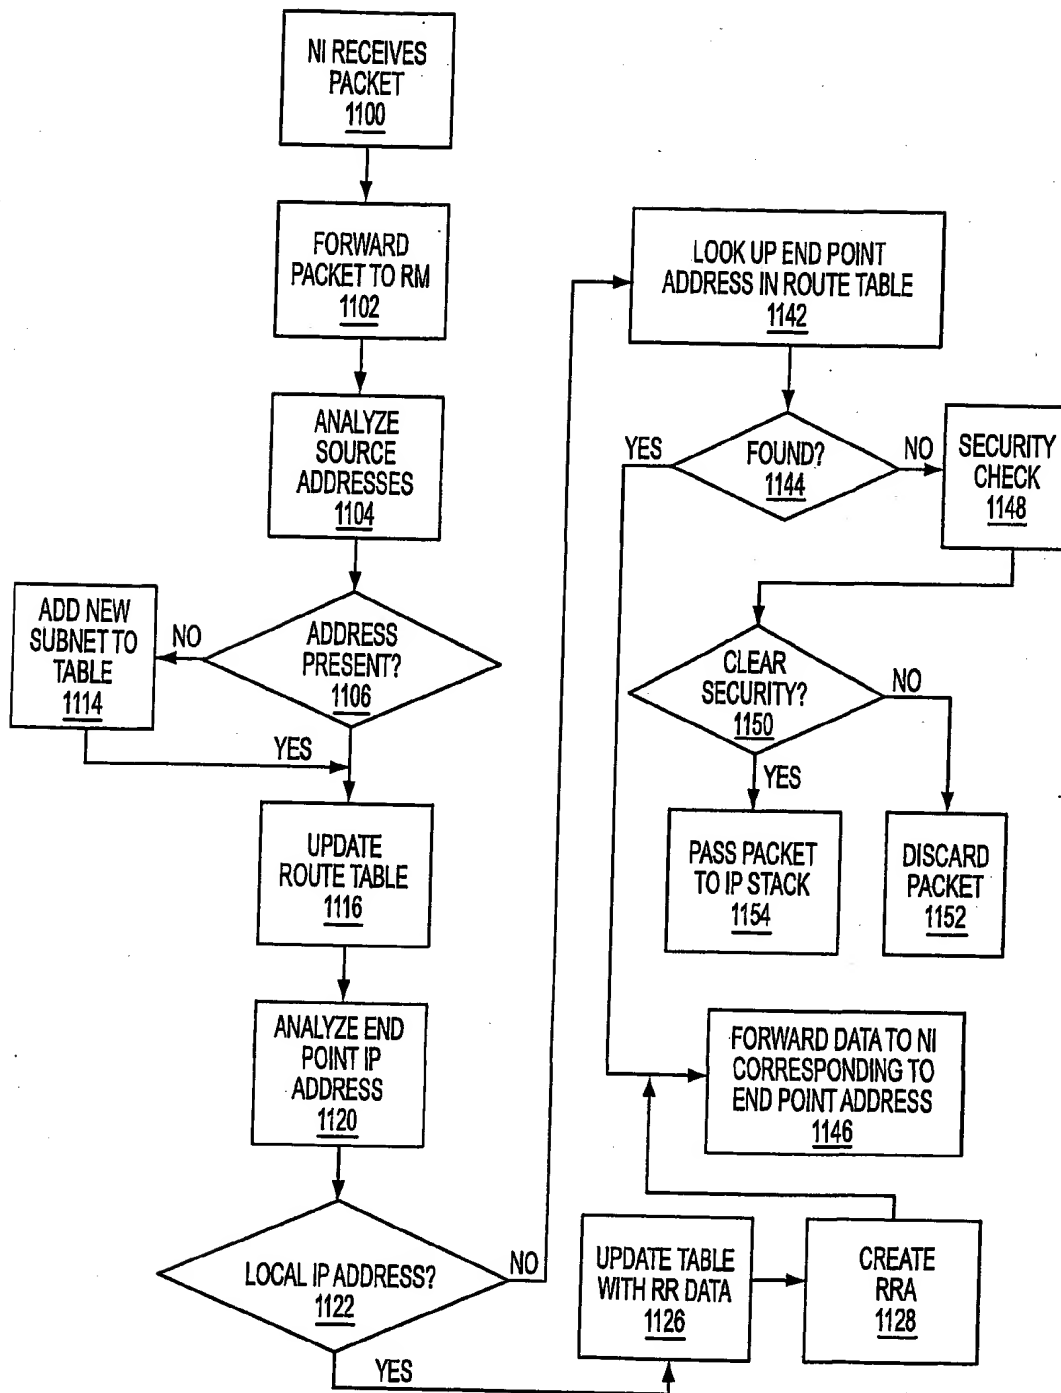 NI RECEIVES
PACKET
1100
FORWARD
PACKET TO RM
1102
ANALYZE
SOURCE
ADDRESSES
1104
ADDRESS
PRESENT?
1106
NO
ADD NEW
SUBNET TO
TABLE
1114
YES
UPDATE
ROUTE TABLE
1116
ANALYZE END
POINT IP
ADDRESS
1120
LOCAL IP ADDRESS?
1122
NO
YES
LOOK UP END POINT
ADDRESS IN ROUTE TABLE
1142
FOUND?
1144
YES
NO
SECURITY
CHECK
1148
CLEAR
SECURITY?
1150
NO
YES
PASS PACKET
TO IP STACK
1154
DISCARD
PACKET
1152
FORWARD DATA TO NI
CORRESPONDING TO
END POINT ADDRESS
1146
UPDATE TABLE
WITH RR DATA
1126
CREATE
RRA
1128